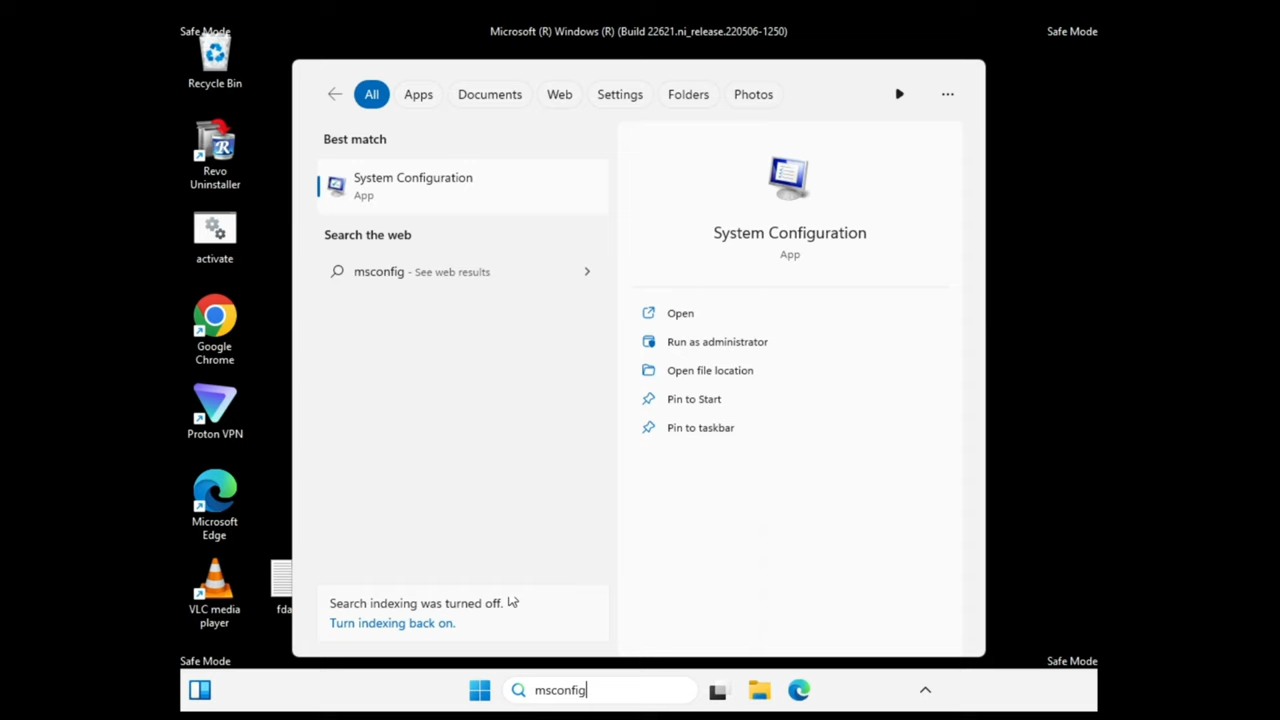 Safe Mode
Microsoft (R) Windows (R) (Build 22621.ni_release.220506-1250)
Safe Mode
Recycle Bin
Revo
Uninstaller
activate
Google
Chrome
Proton VPN
Microsoft
Edge
VLC media
player
fda
All
Apps
Documents
Web
Settings
Folders
Photos
Best match
System Configuration
App
Search the web
msconfig - See web results
Search indexing was turned off.
Turn indexing back on.
System Configuration
App
Open
Run as administrator
Open file location
Pin to Start
Pin to taskbar
Safe Mode
Safe Mode
msconfig